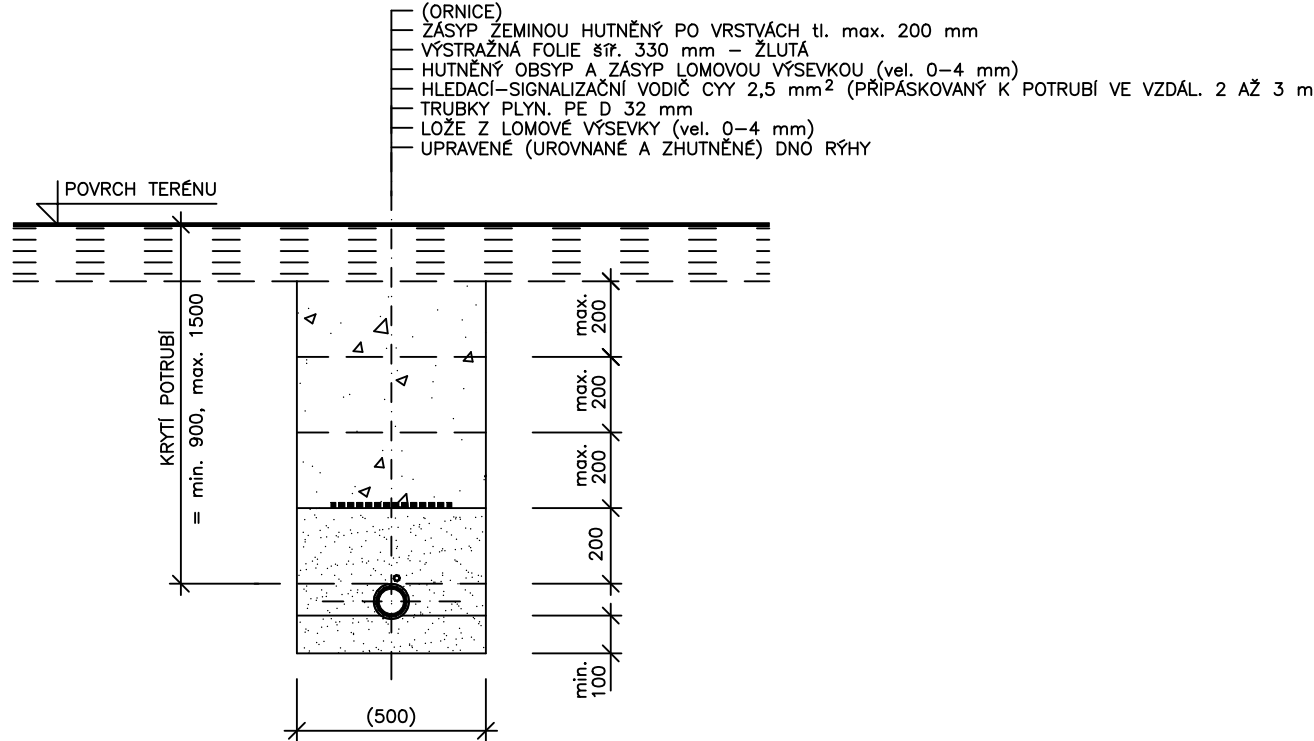 (ORNICE)
ZÁSYP ZEMINOU HUTNĚNÝ PO VRSTVÁCH tl. max. 200 mm
VÝSTRAŽNÁ FOLIE šíř. 330 mm – ŽLUTÁ
HUTNĚNÝ OBSYP A ZÁSYP LOMOVOU VÝSEVKOU (vel. 0–4 mm)
HLEDACÍ–SIGNALIZAČNÍ VODIČ CYY 2,5 mm² (PŘIPÁSKOVANÝ K POTRUBÍ VE VZDÁL. 2 AŽ 3 m
TRUBKY PLYN. PE D 32 mm
LOŽE Z LOMOVÉ VÝSEVKY (vel. 0–4 mm)
UPRAVENÉ (UROVNANÉ A ZHUTNĚNÉ) DNO RÝHY
POVRCH TERÉNU
KRYTÍ POTRUBÍ
= min. 900, max. 1500
max.
200
max.
200
max.
200
200
min.
100
(500)